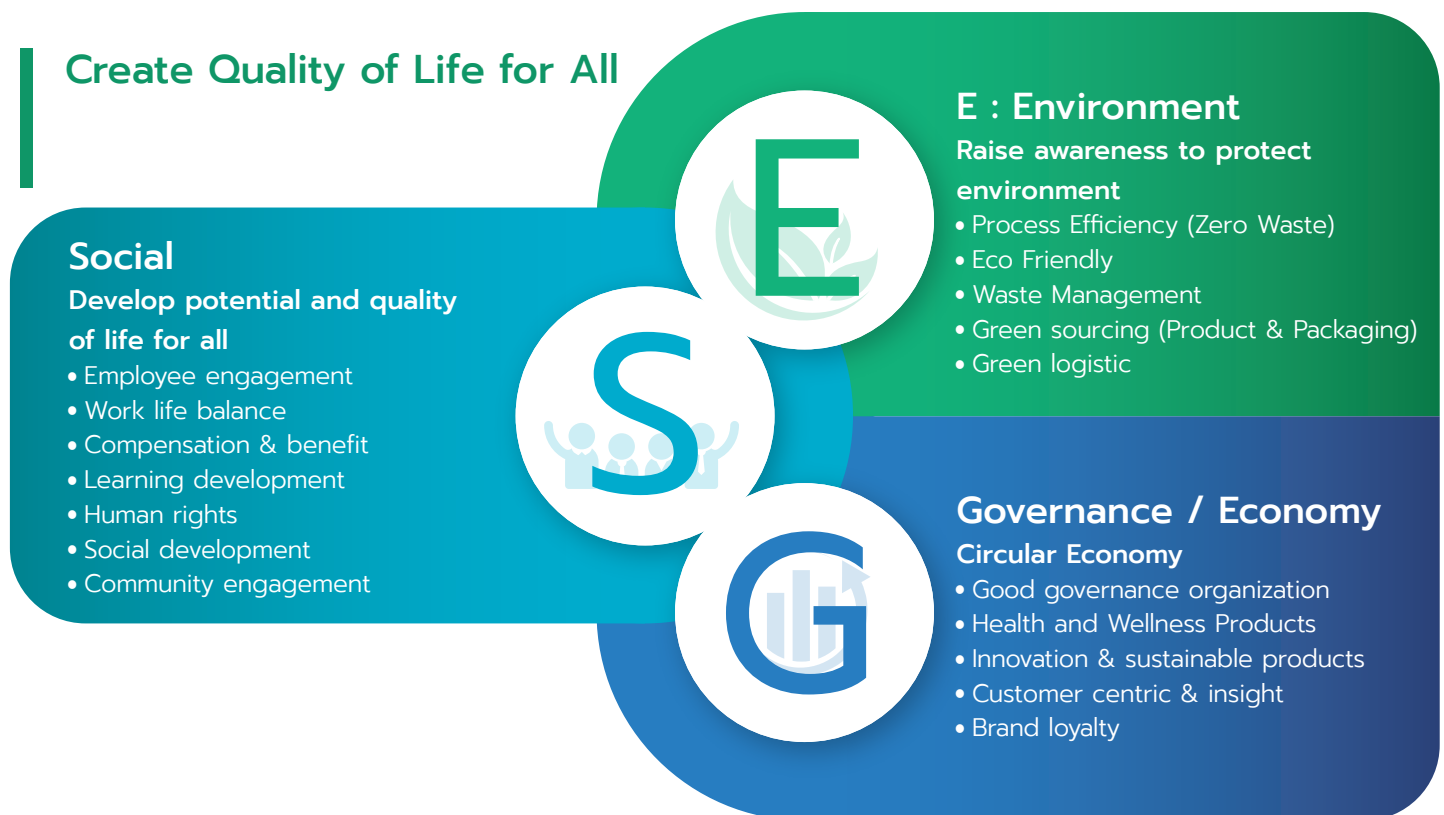 Create Quality of Life for All
E
E : Environment
Raise awareness to protect
environment
• Process Efficiency (Zero Waste)
• Eco Friendly
• Waste Management
• Green sourcing (Product & Packaging)
• Green logistic
S
Social
Develop potential and quality
of life for all
• Employee engagement
• Work life balance
• Compensation & benefit
• Learning development
• Human rights
• Social development
• Community engagement
G
Governance / Economy
Circular Economy
• Good governance organization
• Health and Wellness Products
• Innovation & sustainable products
• Customer centric & insight
• Brand loyalty